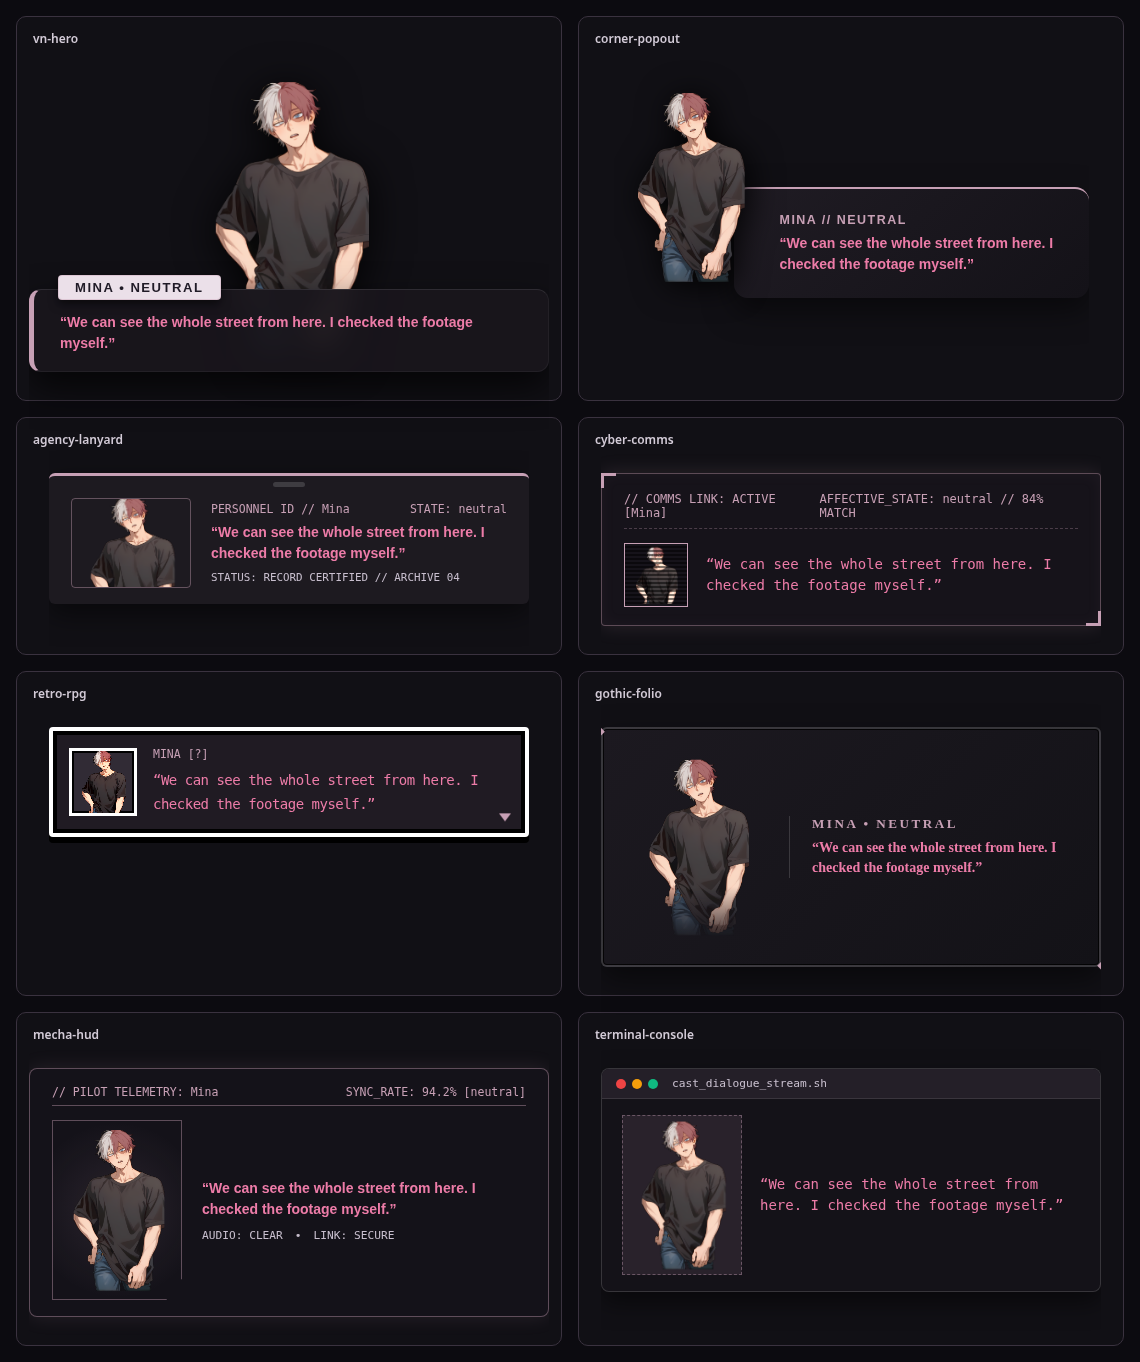 vn-hero
MINA • NEUTRAL
“We can see the whole street from here. I checked the footage
myself.”
corner-popout
MINA // NEUTRAL
“We can see the whole street from here. I
checked the footage myself.”
agency-lanyard
PERSONNEL ID // Mina
STATE: neutral
“We can see the whole street from here. I
checked the footage myself.”
STATUS: RECORD CERTIFIED // ARCHIVE 04
cyber-comms
// COMMS LINK: ACTIVE
[Mina]
AFFECTIVE_STATE: neutral // 84%
MATCH
“We can see the whole street from here. I
checked the footage myself.”
retro-rpg
MINA [?]
“We can see the whole street from here. I
checked the footage myself.”
gothic-folio
MINA • NEUTRAL
“We can see the whole street from here. I
checked the footage myself.”
mecha-hud
// PILOT TELEMETRY: Mina
SYNC_RATE: 94.2% [neutral]
“We can see the whole street from here. I
checked the footage myself.”
AUDIO: CLEAR • LINK: SECURE
terminal-console
cast_dialogue_stream.sh
“We can see the whole street from
here. I checked the footage myself.”